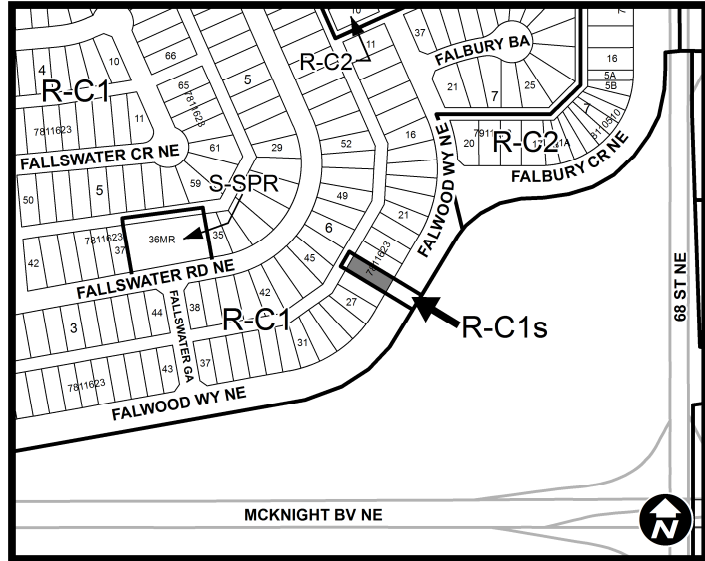 10
R-C2
11
37
FALBURY BA
16
5A
5B
7
10
66
4
R-C1
65
5
7811623
21
7
25
11
7811623
FALLSWATER CR NE
61
29
52
16
20
R-C2
FALBURY CR NE
50
5
59
S-SPR
49
21
FALWOOD WY NE
42
7811623
37
36MR
35
6
45
7811623
FALLSWATER RD NE
27
R-C1s
68 ST NE
3
44
FALLSWATER GA
38
R-C1
42
31
43
37
7811623
FALWOOD WY NE
MCKNIGHT BV NE
N